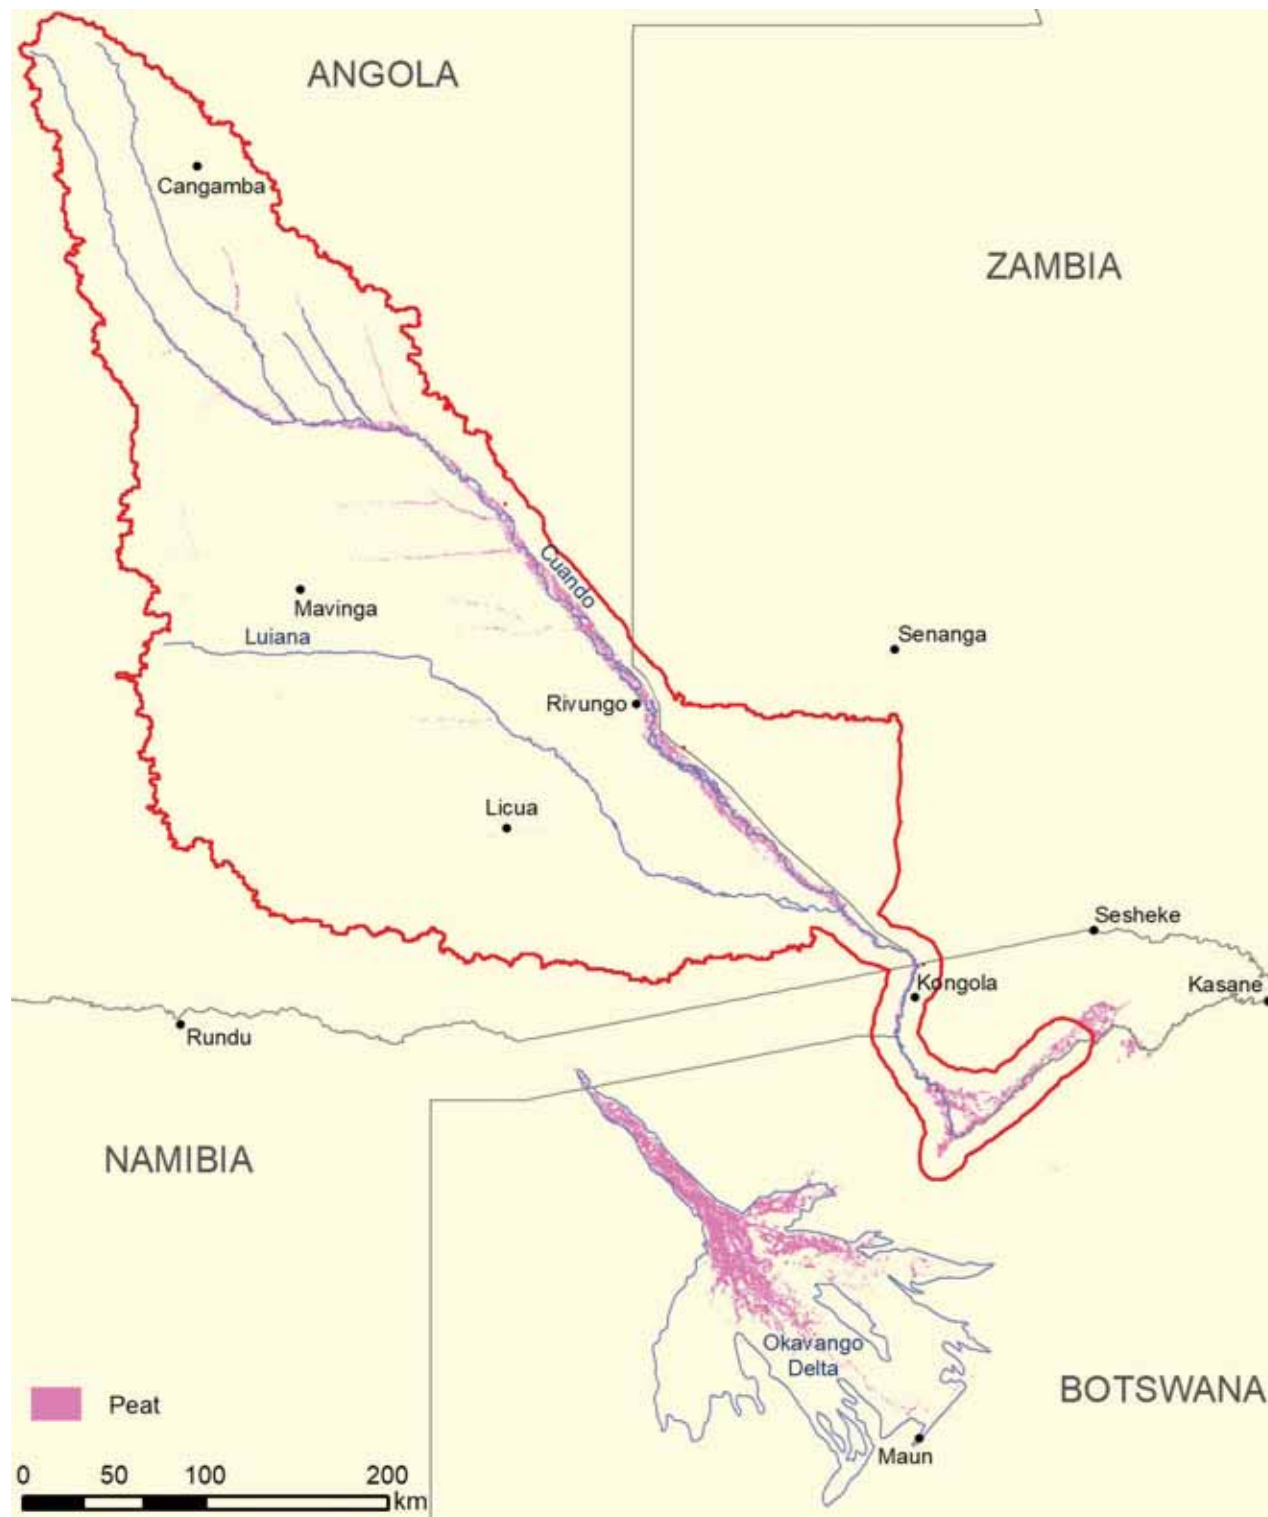 ANGOLA
Cangamba
ZAMBIA
Cuando
Mavinga
Luiana
Senanga
Rivungo
Licua
Sesheke
Kongola
Kasane
Rundu
NAMIBIA
Okavango
Delta
BOTSWANA
Peat
Maun
0 50 100 200
km